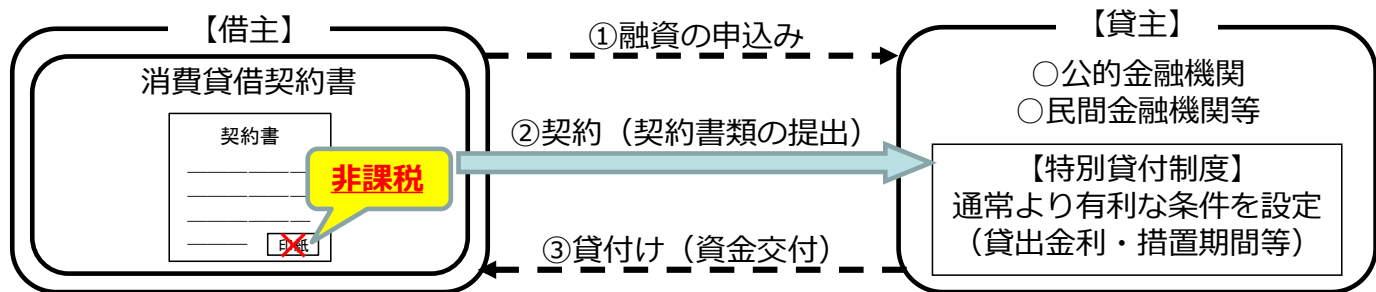 【借主】
消費貸借契約書
契約書
非課税
印紙
①融資の申込み
②契約（契約書類の提出）
③貸付け（資金交付）
【貸主】
○公的金融機関
○民間金融機関等
【特別貸付制度】
通常より有利な条件を設定
（貸出金利・措置期間等）